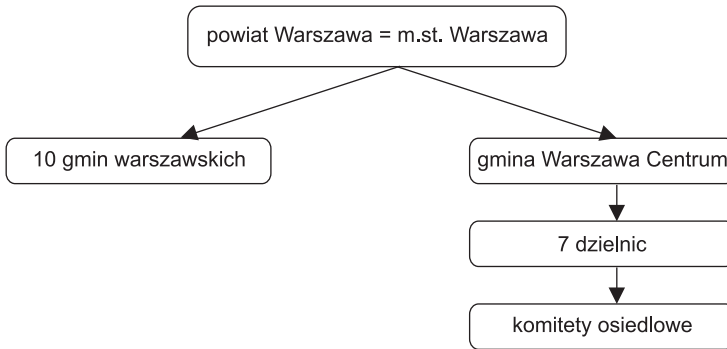 powiat Warszawa = m.st. Warszawa
10 gmin warszawskich
gmina Warszawa Centrum
7 dzielnic
komitety osiedlowe